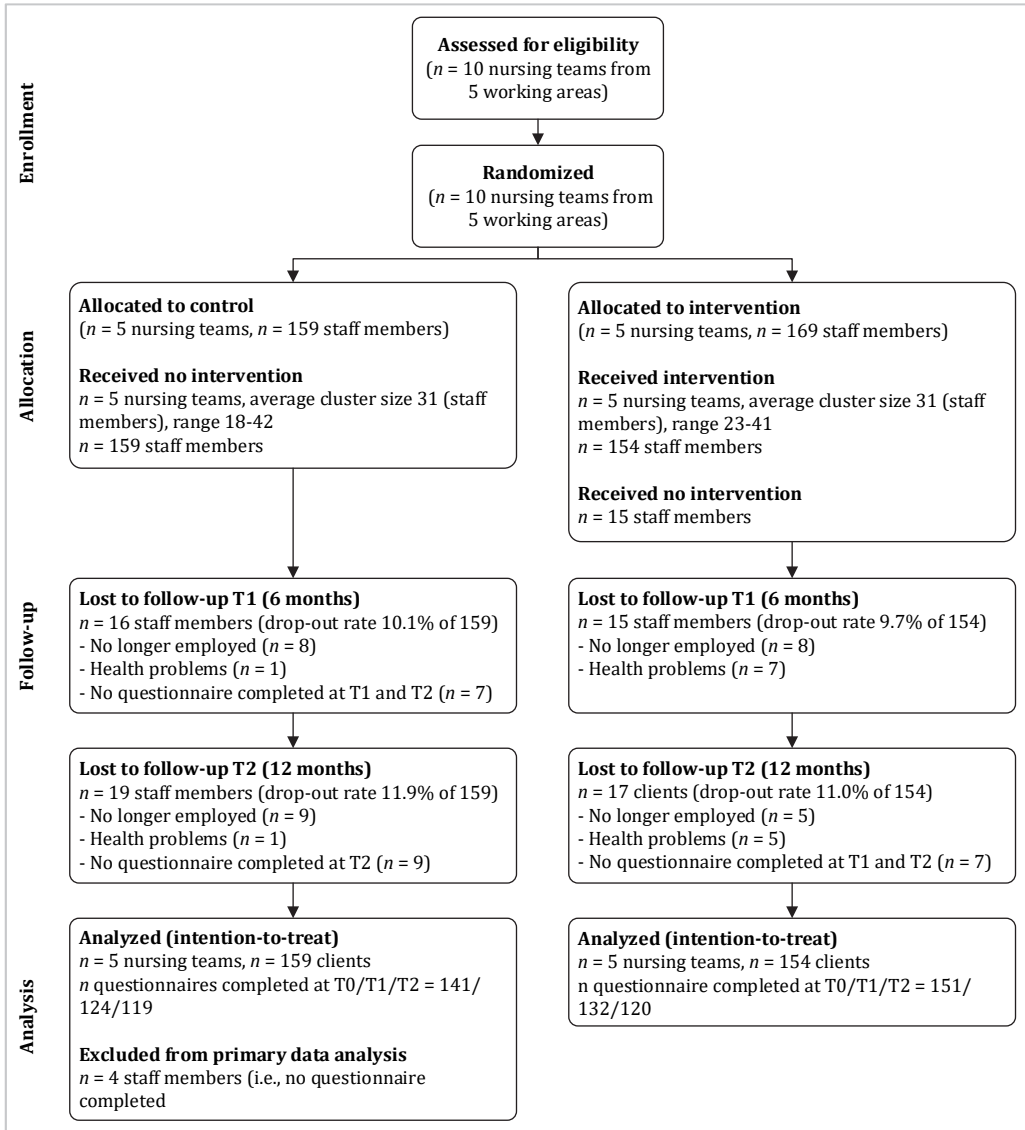 Enrollment
Assessed for eligibility
(n = 10 nursing teams from
5 working areas)
Randomized
(n = 10 nursing teams from
5 working areas)
Allocation
Allocated to control
(n = 5 nursing teams, n = 159 staff members)
Received no intervention
n = 5 nursing teams, average cluster size 31 (staff
members), range 18-42
n = 159 staff members
Allocated to intervention
(n = 5 nursing teams, n = 169 staff members)
Received intervention
n = 5 nursing teams, average cluster size 31 (staff
members), range 23-41
n = 154 staff members
Received no intervention
n = 15 staff members
Follow-up
Lost to follow-up T1 (6 months)
n = 16 staff members (drop-out rate 10.1% of 159)
- No longer employed (n = 8)
- Health problems (n = 1)
- No questionnaire completed at T1 and T2 (n = 7)
Lost to follow-up T1 (6 months)
n = 15 staff members (drop-out rate 9.7% of 154)
- No longer employed (n = 8)
- Health problems (n = 7)
Lost to follow-up T2 (12 months)
n = 19 staff members (drop-out rate 11.9% of 159)
- No longer employed (n = 9)
- Health problems (n = 1)
- No questionnaire completed at T2 (n = 9)
Lost to follow-up T2 (12 months)
n = 17 clients (drop-out rate 11.0% of 154)
- No longer employed (n = 5)
- Health problems (n = 5)
- No questionnaire completed at T1 and T2 (n = 7)
Analysis
Analyzed (intention-to-treat)
n = 5 nursing teams, n = 159 clients
n questionnaires completed at T0/T1/T2 = 141/
124/119
Excluded from primary data analysis
n = 4 staff members (i.e., no questionnaire
completed
Analyzed (intention-to-treat)
n = 5 nursing teams, n = 154 clients
n questionnaire completed at T0/T1/T2 = 151/
132/120